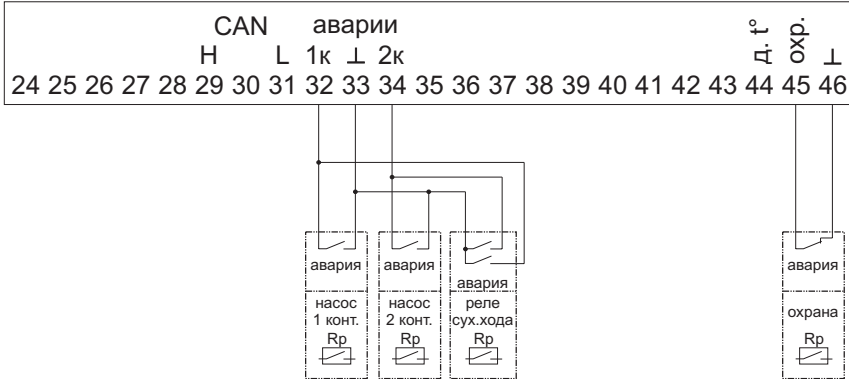 CAN аварии
H L 1к ⊥ 2к д. t° охр. ⊥
24 25 26 27 28 29 30 31 32 33 34 35 36 37 38 39 40 41 42 43 44 45 46
авария авария авария авария
насос 1 конт.
Rp
насос 2 конт.
Rp
реле сух.хода
Rp
охрана
Rp